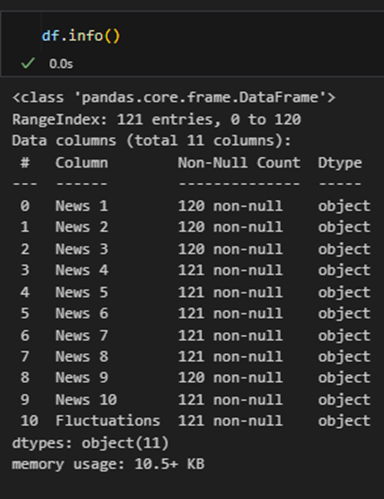 df.info()
0.0s
<class 'pandas.core.frame.DataFrame'>
RangeIndex: 121 entries, 0 to 120
Data columns (total 11 columns):
 #   Column        Non-Null Count  Dtype
---  ------        --------------  -----
 0   News 1        120 non-null    object
 1   News 2        120 non-null    object
 2   News 3        120 non-null    object
 3   News 4        121 non-null    object
 4   News 5        121 non-null    object
 5   News 6        121 non-null    object
 6   News 7        121 non-null    object
 7   News 8        121 non-null    object
 8   News 9        120 non-null    object
 9   News 10       121 non-null    object
 10  Fluctuations  121 non-null    object
dtypes: object(11)
memory usage: 10.5+ KB